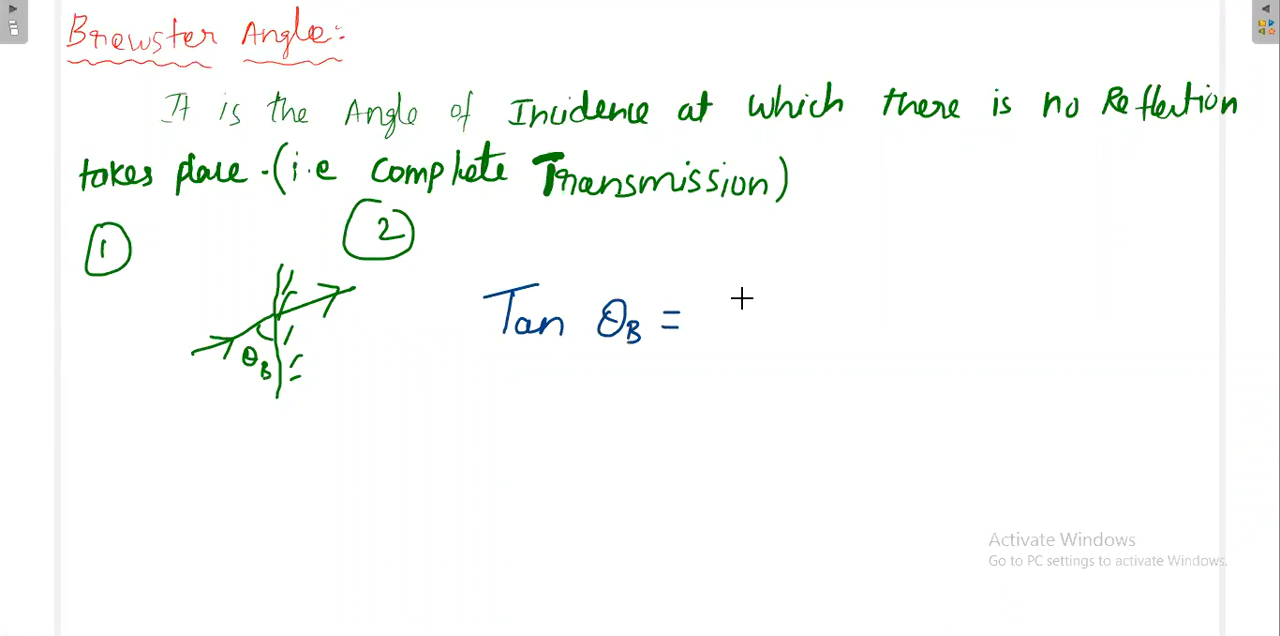 Brewster Angle:-
It is the Angle of Incidence at which there is no Reflection
takes place.(i.e Complete Transmission)
1
2
Tan θB =
θB
Activate Windows
Go to PC settings to activate Windows.